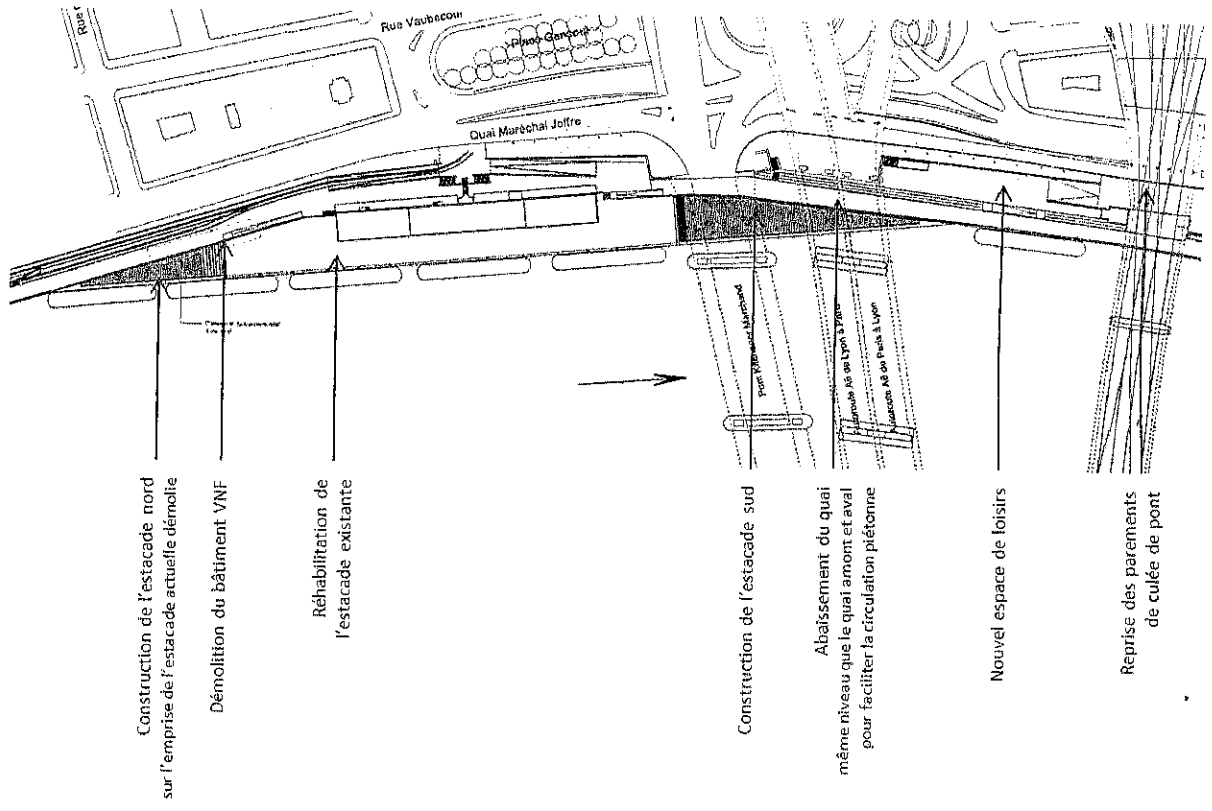 Rue Vaubecour
Quai Maréchal Joffre
Pont Kitchener Marchand
Autoroute A6 de Lyon à Paris
Autoroute A6 de Paris à Lyon
Construction de l'estacade nord
sur l'emprise de l'estacade actuelle démolie
Démolition du bâtiment VNF
Réhabilitation de
l'estacade existante
Construction de l'estacade sud
Abaissement du quai
même niveau que le quai amont et aval
pour faciliter la circulation piétonne
Nouvel espace de loisirs
Reprise des parements
de culée de pont